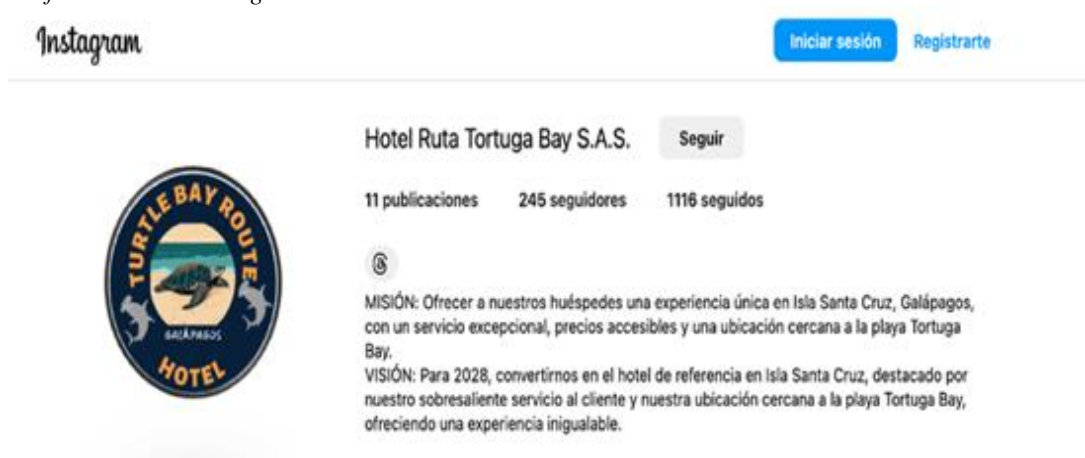 Instagram
Iniciar sesión
Registrarte
Hotel Ruta Tortuga Bay S.A.S.
Seguir
11 publicaciones 245 seguidores 1116 seguidos
MISIÓN: Ofrecer a nuestros huéspedes una experiencia única en Isla Santa Cruz, Galápagos,
con un servicio excepcional, precios accesibles y una ubicación cercana a la playa Tortuga
Bay.
VISIÓN: Para 2028, convertirnos en el hotel de referencia en Isla Santa Cruz, destacado por
nuestro sobresaliente servicio al cliente y nuestra ubicación cercana a la playa Tortuga Bay,
ofreciendo una experiencia inigualable.
TURTLE BAY ROUTE
GALÁPAGOS
HOTEL